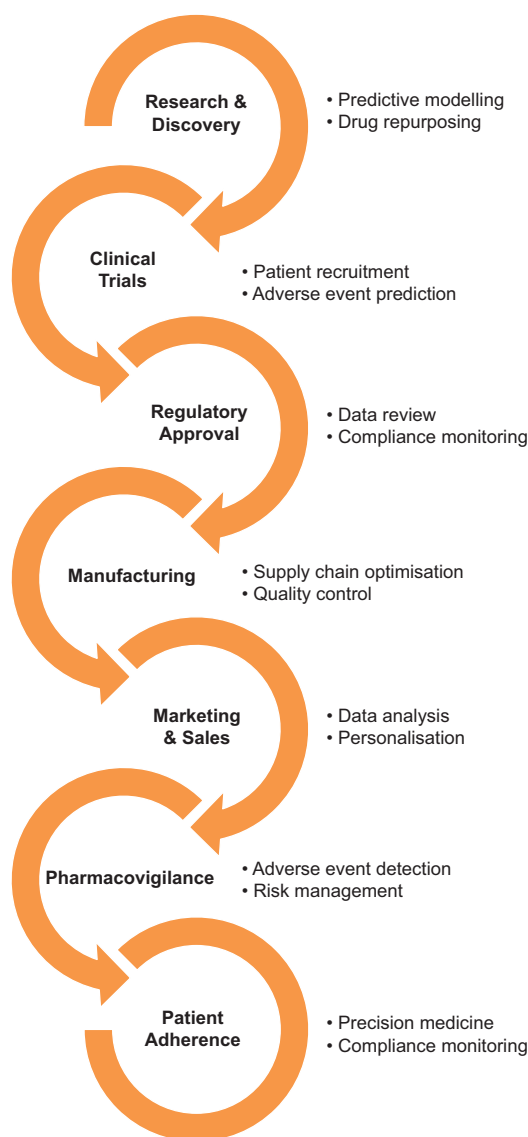 Research &
Discovery
• Predictive modelling
• Drug repurposing
Clinical
Trials
• Patient recruitment
• Adverse event prediction
Regulatory
Approval
• Data review
• Compliance monitoring
Manufacturing
• Supply chain optimisation
• Quality control
Marketing
& Sales
• Data analysis
• Personalisation
Pharmacovigilance
• Adverse event detection
• Risk management
Patient
Adherence
• Precision medicine
• Compliance monitoring